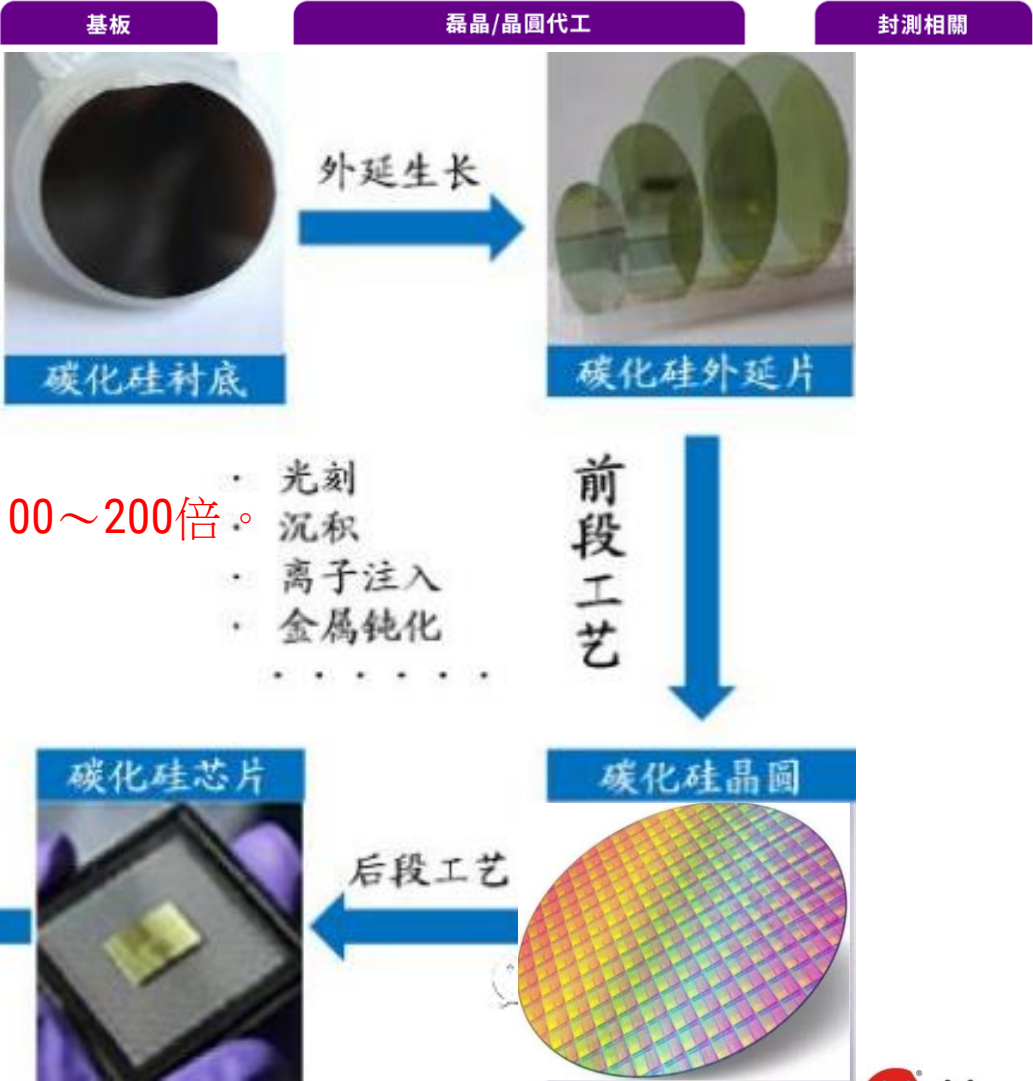 基板
磊晶/晶圓代工
封測相關
外延生长
碳化硅衬底
碳化硅外延片
00～200倍。
· 光刻
· 沉积
· 离子注入
· 金属钝化
· · · · · ·
前段工艺
碳化硅芯片
碳化硅晶圆
后段工艺